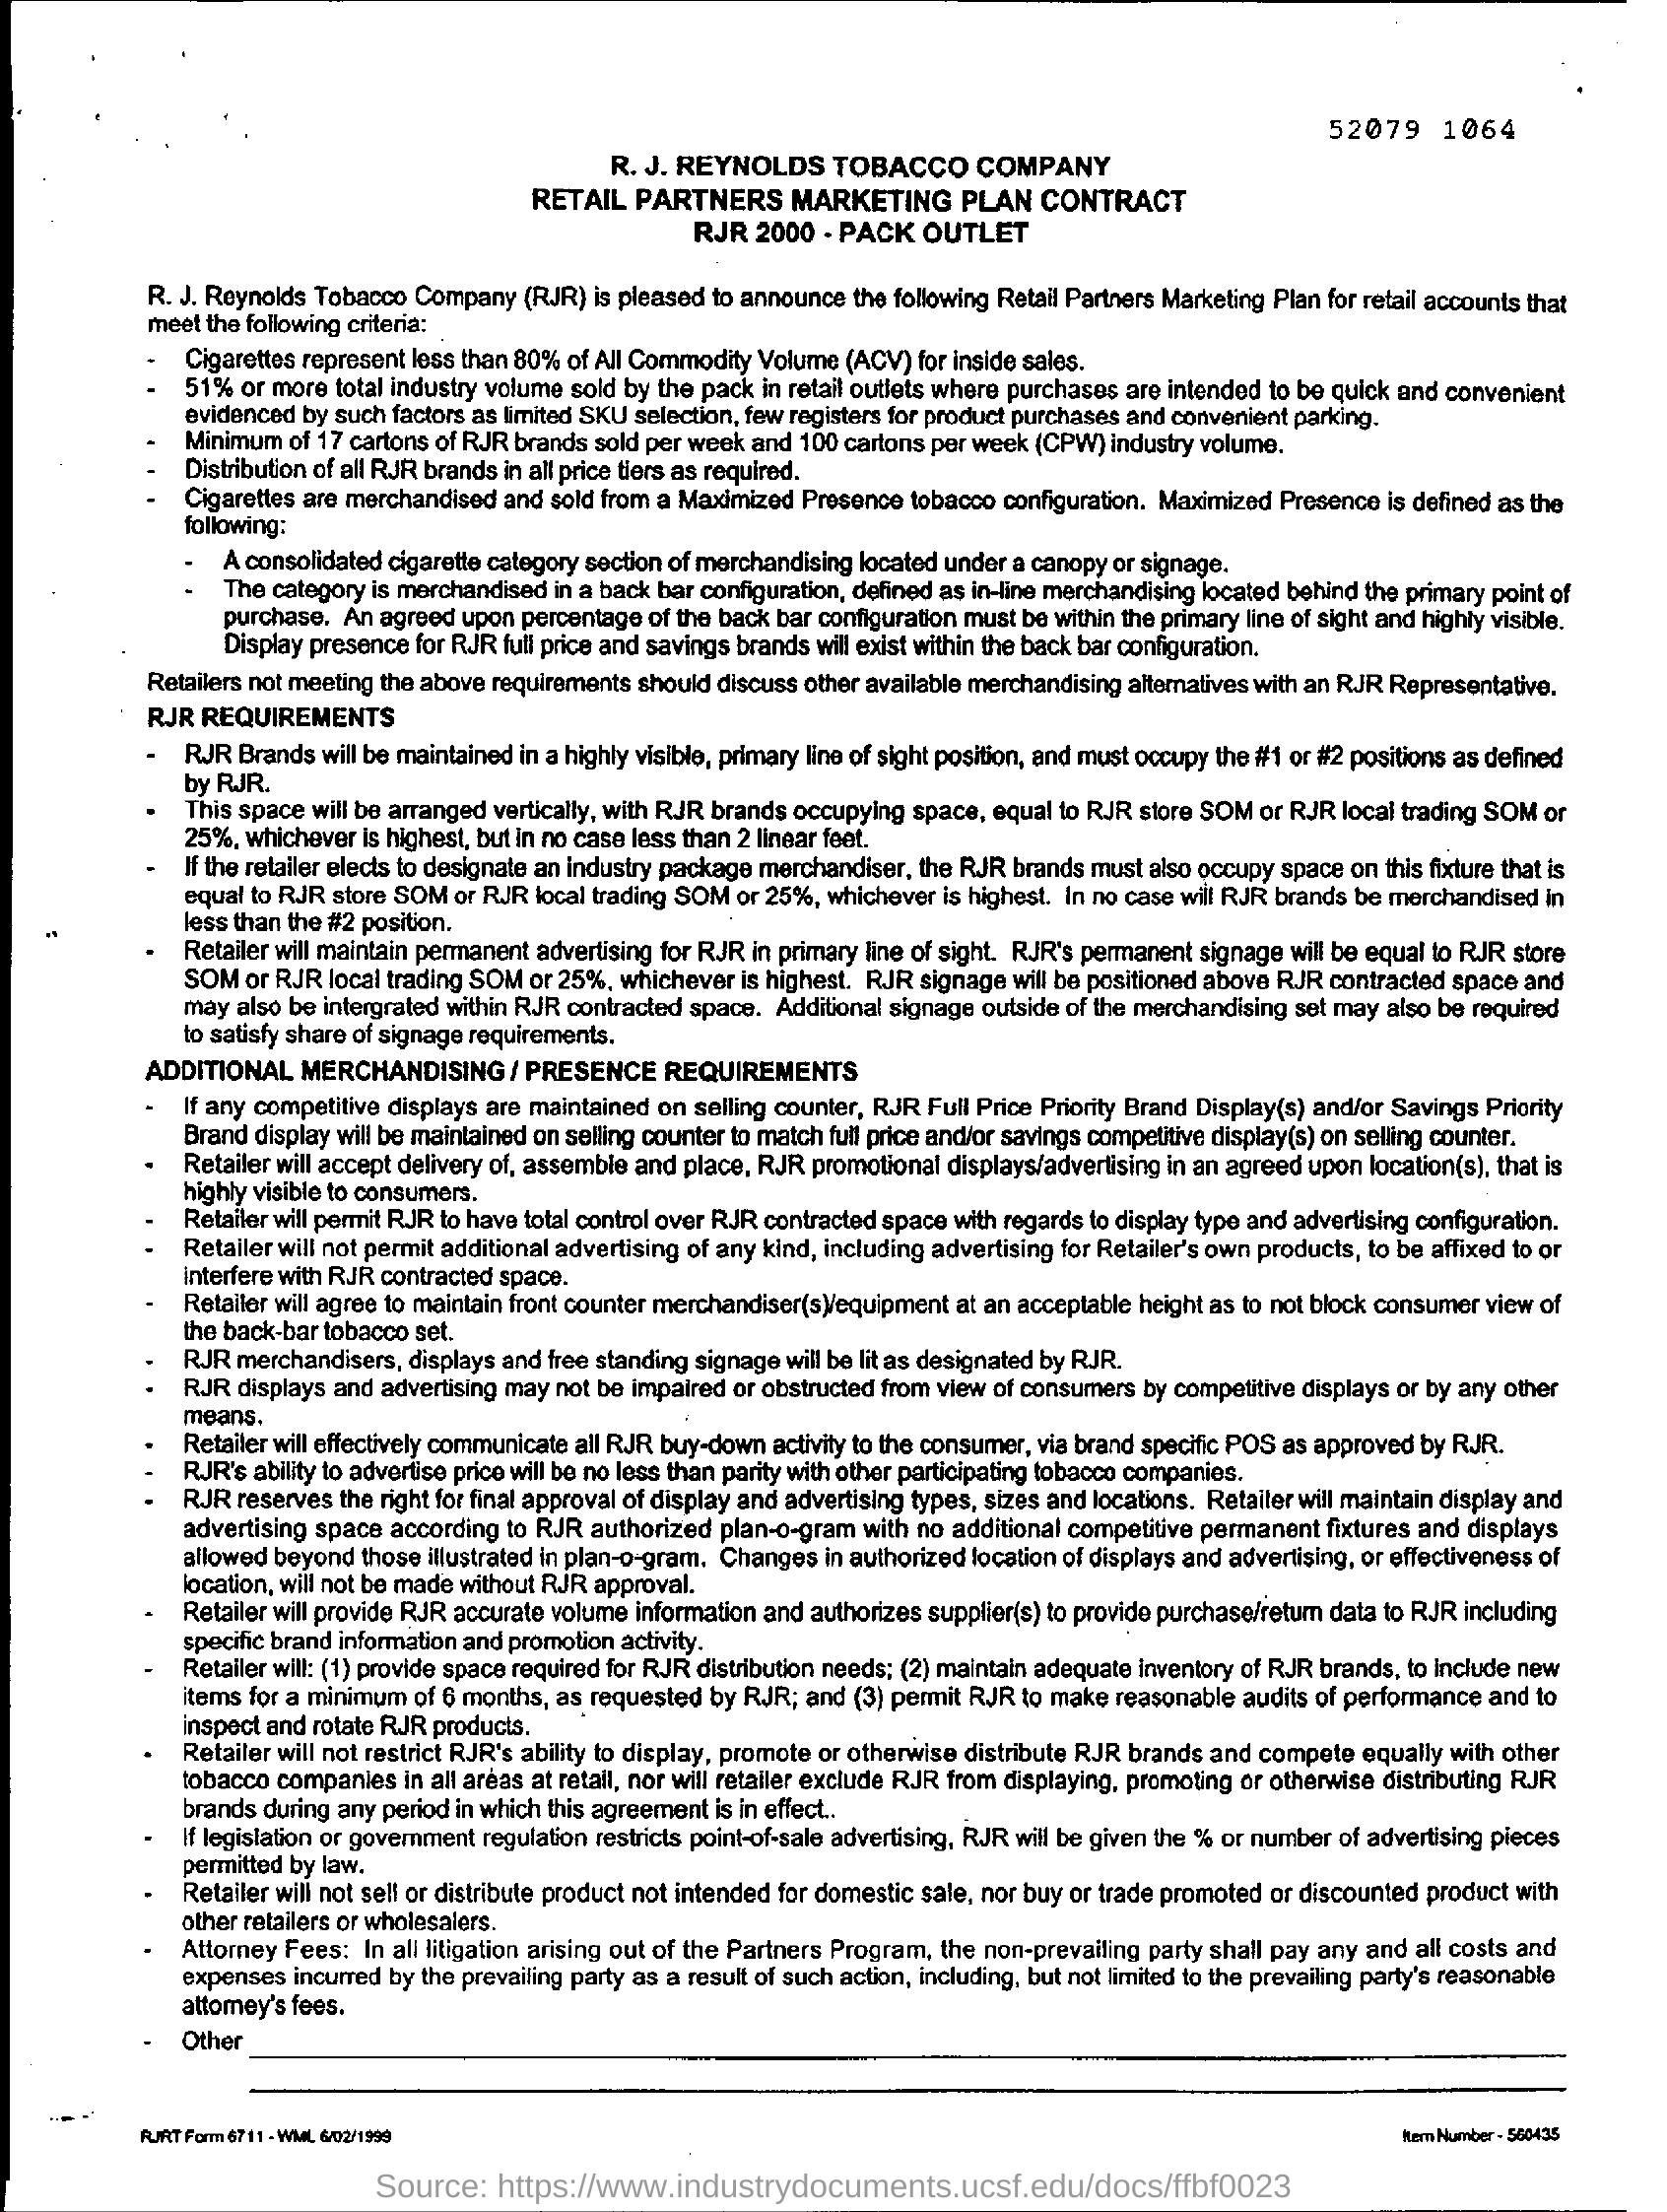 52079 1064
R. J. REYNOLDS TOBACCO COMPANY
RETAIL PARTNERS MARKETING PLAN CONTRACT
RJR 2000 - PACK OUTLET
R. J. Reynolds Tobacco Company (RJR) is pleased to announce the following Retail Partners Marketing Plan for retail accounts that
meet the following criteria:
- Cigarettes represent less than 80% of All Commodity Volume (ACV) for inside sales.
- 51% or more total industry volume sold by the pack in retail outlets where purchases are intended to be quick and convenient
evidenced by such factors as limited SKU selection, few registers for product purchases and convenient parking.
- Minimum of 17 cartons of RJR brands sold per week and 100 cartons per week (CPW) industry volume.
- Distribution of all RJR brands in all price tiers as required.
- Cigarettes are merchandised and sold from a Maximized Presence tobacco configuration. Maximized Presence is defined as the
following:
- A consolidated cigarette category section of merchandising located under a canopy or signage.
- The category is merchandised in a back bar configuration, defined as in-line merchandising located behind the primary point of
purchase. An agreed upon percentage of the back bar configuration must be within the primary line of sight and highly visible.
Display presence for RJR full price and savings brands will exist within the back bar configuration.
Retailers not meeting the above requirements should discuss other available merchandising alternatives with an RJR Representative.
RJR REQUIREMENTS
- RJR Brands will be maintained in a highly visible, primary line of sight position, and must occupy the #1 or #2 positions as defined
by RJR.
- This space will be arranged vertically, with RJR brands occupying space, equal to RJR store SOM or RJR local trading SOM or
25%, whichever is highest, but in no case less than 2 linear feet.
- If the retailer elects to designate an industry package merchandiser, the RJR brands must also occupy space on this fixture that is
equal to RJR store SOM or RJR local trading SOM or 25%, whichever is highest. In no case will RJR brands be merchandised in
less than the #2 position.
- Retailer will maintain permanent advertising for RJR in primary line of sight. RJR's permanent signage will be equal to RJR store
SOM or RJR local trading SOM or 25%, whichever is highest. RJR signage will be positioned above RJR contracted space and
may also be intergrated within RJR contracted space. Additional signage outside of the merchandising set may also be required
to satisfy share of signage requirements.
ADDITIONAL MERCHANDISING / PRESENCE REQUIREMENTS
- If any competitive displays are maintained on selling counter, RJR Full Price Priority Brand Display(s) and/or Savings Priority
Brand display will be maintained on selling counter to match full price and/or savings competitive display(s) on selling counter.
- Retailer will accept delivery of, assemble and place, RJR promotional displays/advertising in an agreed upon location(s), that is
highly visible to consumers.
- Retailer will permit RJR to have total control over RJR contracted space with regards to display type and advertising configuration.
- Retailer will not permit additional advertising of any kind, including advertising for Retailer's own products, to be affixed to or
interfere with RJR contracted space.
- Retailer will agree to maintain front counter merchandiser(s)/equipment at an acceptable height as to not block consumer view of
the back-bar tobacco set.
- RJR merchandisers, displays and free standing signage will be lit as designated by RJR.
- RJR displays and advertising may not be impaired or obstructed from view of consumers by competitive displays or by any other
means.
- Retailer will effectively communicate all RJR buy-down activity to the consumer, via brand specific POS as approved by RJR.
- RJR's ability to advertise price will be no less than parity with other participating tobacco companies.
- RJR reserves the right for final approval of display and advertising types, sizes and locations. Retailer will maintain display and
advertising space according to RJR authorized plan-o-gram with no additional competitive permanent fixtures and displays
allowed beyond those illustrated in plan-o-gram. Changes in authorized location of displays and advertising, or effectiveness of
location, will not be made without RJR approval.
- Retailer will provide RJR accurate volume information and authorizes supplier(s) to provide purchase/return data to RJR including
specific brand information and promotion activity.
- Retailer will: (1) provide space required for RJR distribution needs; (2) maintain adequate inventory of RJR brands, to include new
items for a minimum of 6 months, as requested by RJR; and (3) permit RJR to make reasonable audits of performance and to
inspect and rotate RJR products.
- Retailer will not restrict RJR's ability to display, promote or otherwise distribute RJR brands and compete equally with other
tobacco companies in all areas at retail, nor will retailer exclude RJR from displaying, promoting or otherwise distributing RJR
brands during any period in which this agreement is in effect..
- If legislation or government regulation restricts point-of-sale advertising, RJR will be given the % or number of advertising pieces
permitted by law.
- Retailer will not sell or distribute product not intended for domestic sale, nor buy or trade promoted or discounted product with
other retailers or wholesalers.
- Attorney Fees: In all litigation arising out of the Partners Program, the non-prevailing party shall pay any and all costs and
expenses incurred by the prevailing party as a result of such action, including, but not limited to the prevailing party's reasonable
attorney's fees.
- Other
RJRT Form 6711 - WML 6/02/1999
Item Number - 560435
Source: https://www.industrydocuments.ucsf.edu/docs/ffbf0023